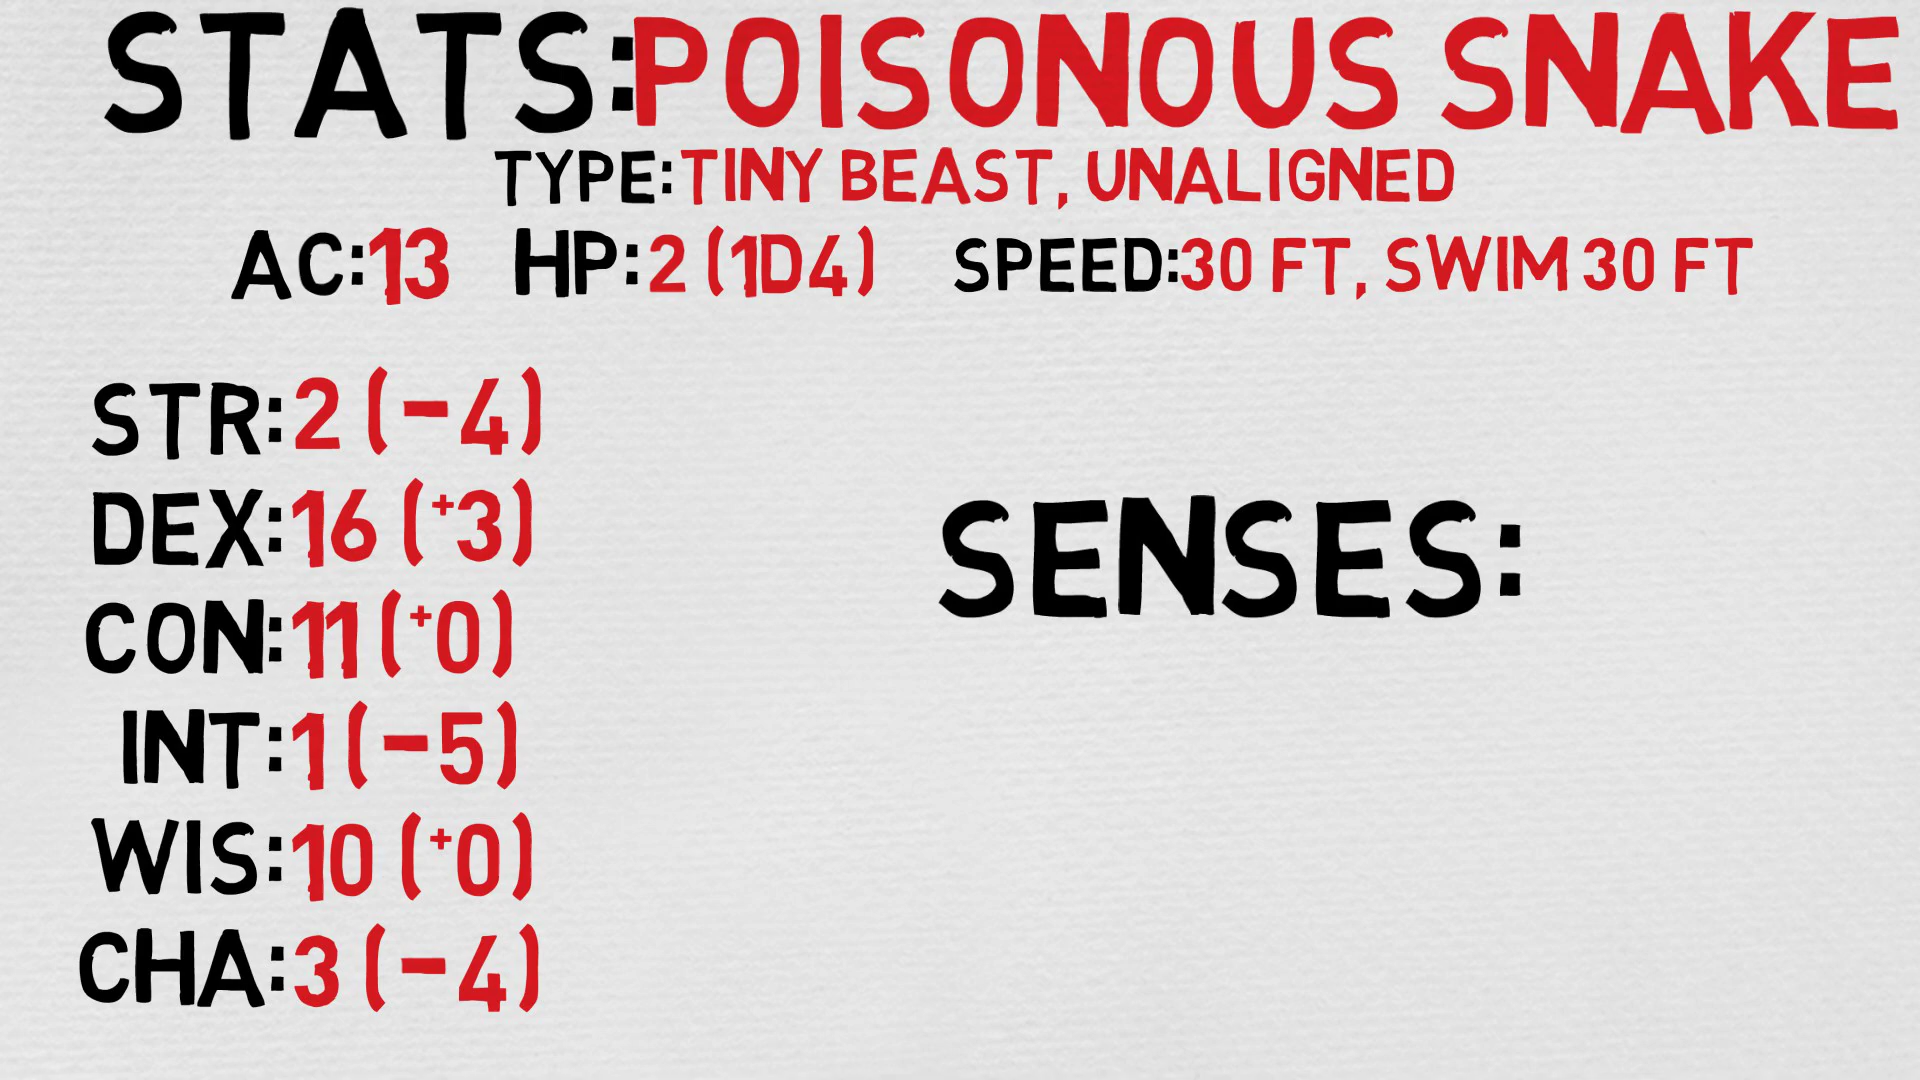 STATS:POISONOUS SNAKE
TYPE:TINY BEAST, UNALIGNED
AC:13 HP:2 (1D4) SPEED:30 FT, SWIM 30 FT
STR:2 (-4)
DEX:16 (+3)
CON:11 (+0)
INT:1 (-5)
WIS:10 (+0)
CHA:3 (-4)
SENSES: